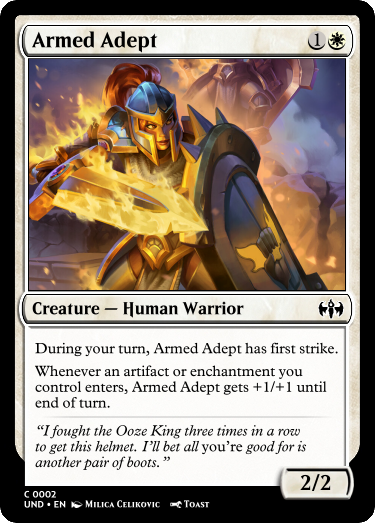 Armed Adept 1
Creature — Human Warrior
During your turn, Armed Adept has first strike.
Whenever an artifact or enchantment you
control enters, Armed Adept gets +1/+1 until
end of turn.
“I fought the Ooze King three times in a row
to get this helmet. I’ll bet all you’re good for is
another pair of boots.”
2/2
C 0002
UND • EN Milica Celikovic Toast